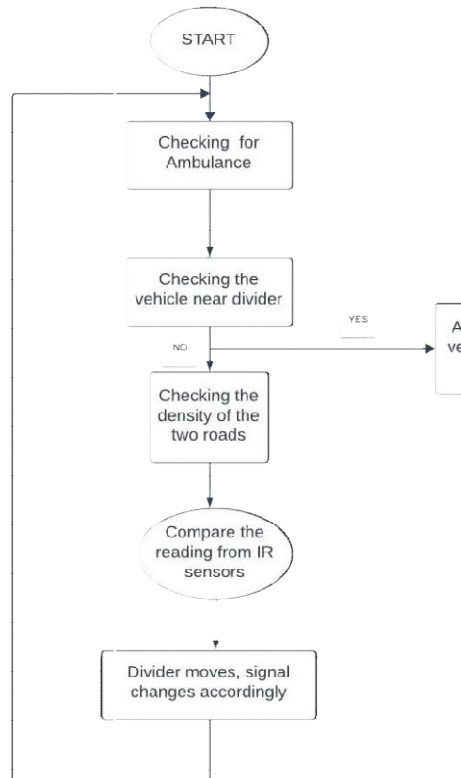 START
Checking for
Ambulance
Checking the
vehicle near divider
YES
NO
Checking the
density of the
two roads
Compare the
reading from IR
sensors
Divider moves, signal
changes accordingly